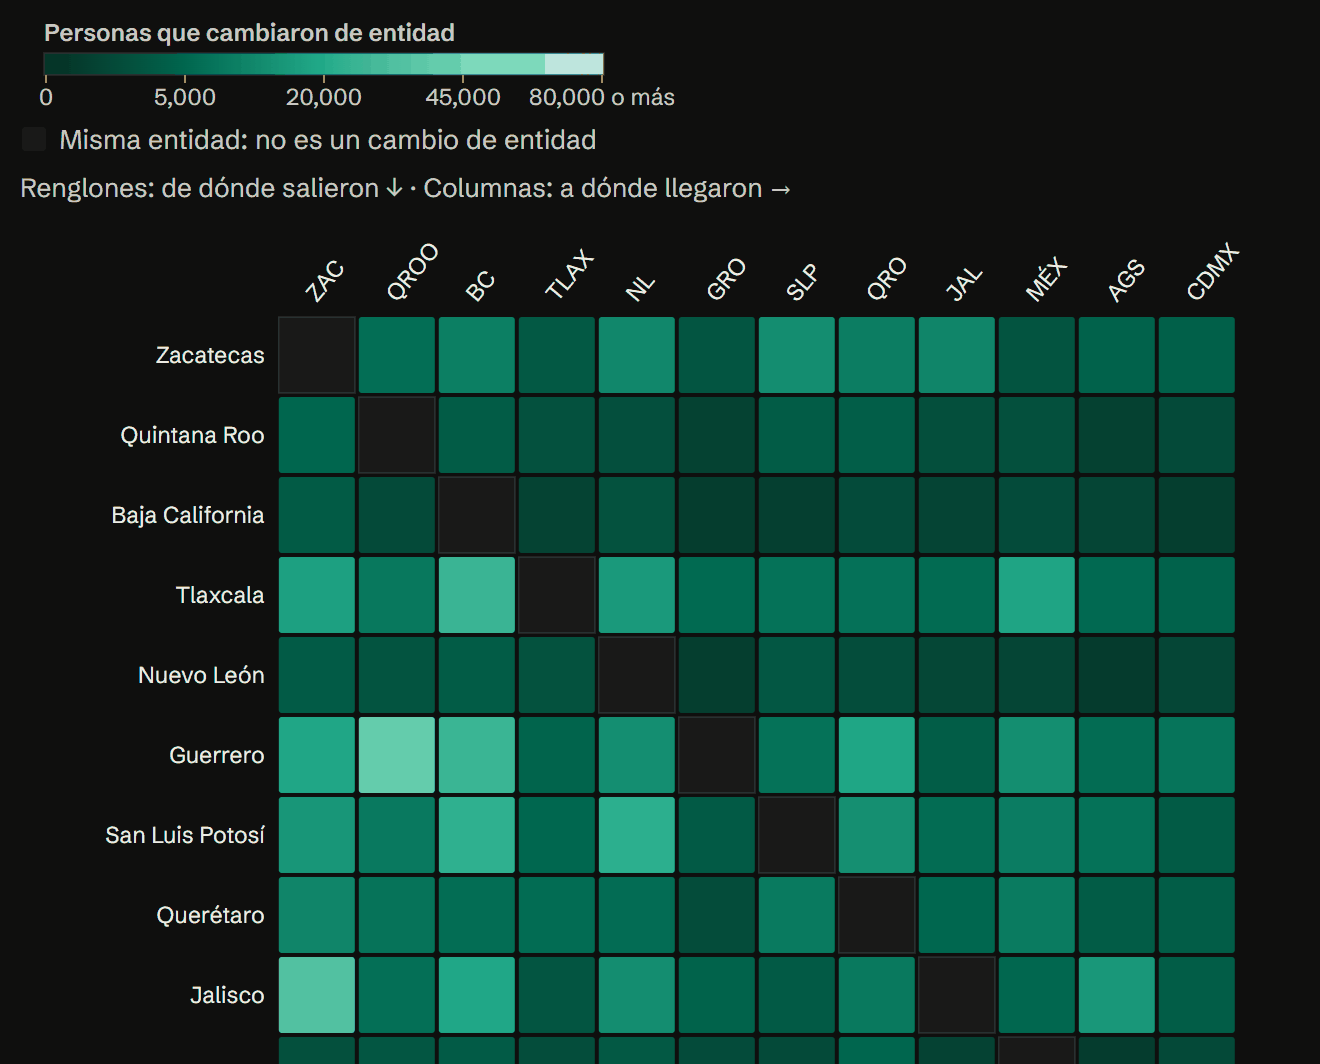 Personas que cambiaron de entidad
0 5,000 20,000 45,000 80,000 o más
Misma entidad: no es un cambio de entidad
Renglones: de dónde salieron ↓ · Columnas: a dónde llegaron →
ZAC QROO BC TLAX NL GRO SLP QRO JAL MÉX AGS CDMX
Zacatecas
Quintana Roo
Baja California
Tlaxcala
Nuevo León
Guerrero
San Luis Potosí
Querétaro
Jalisco